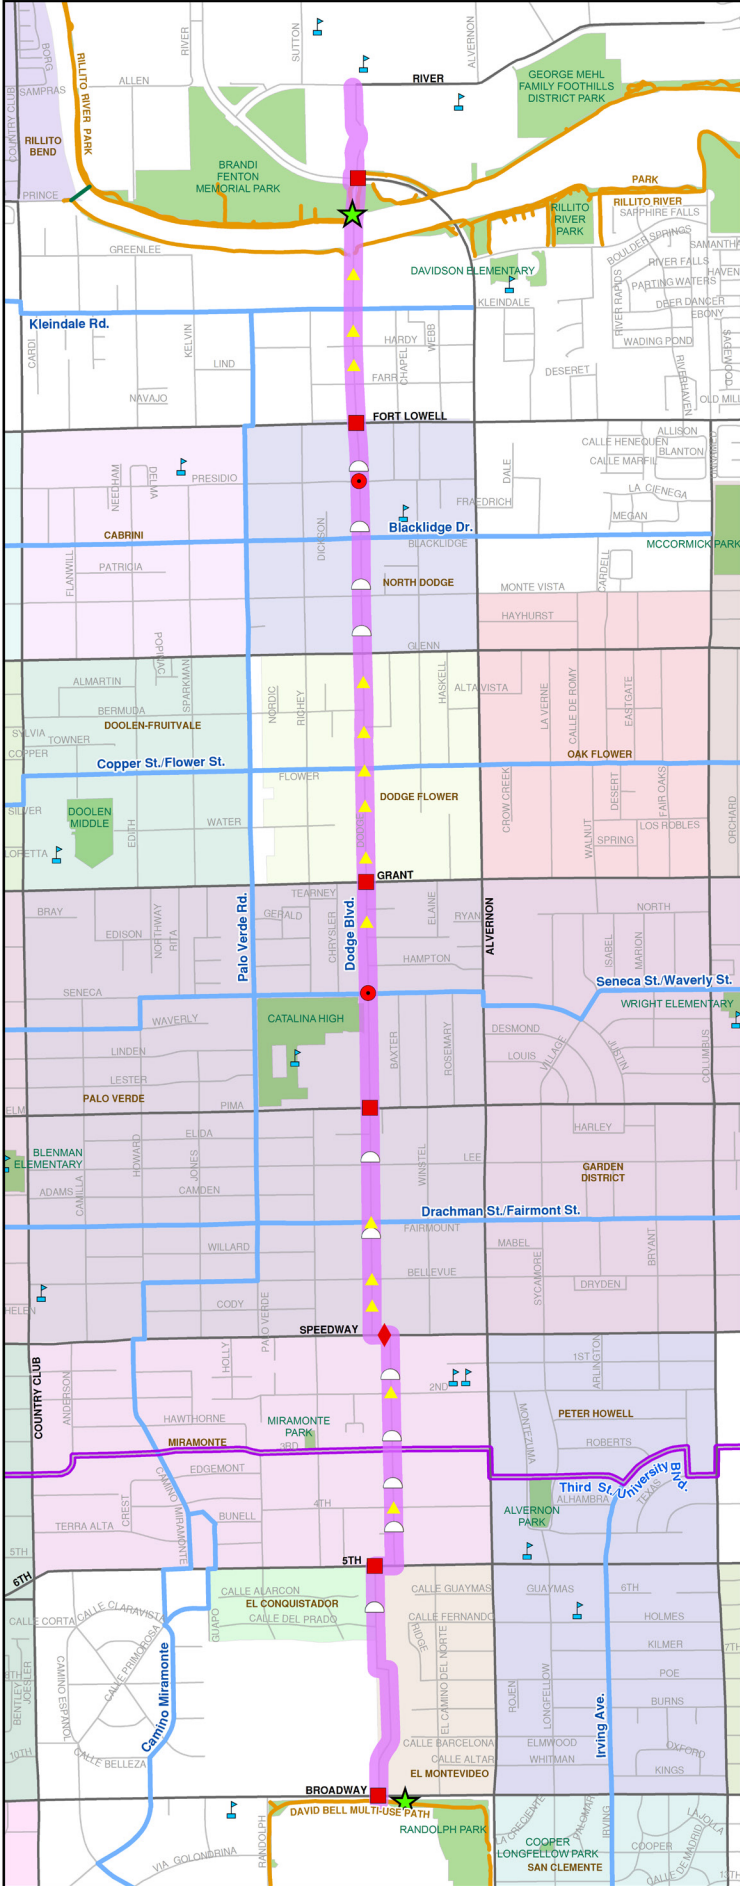 BORG
RIVER
SUTTON
ALVERNON
RIVER
ALLEN
SAMPRAS
COUNTRY CLUB
RILLITO RIVER PARK
GEORGE MEHL
FAMILY FOOTHILLS
DISTRICT PARK
RILLITO
BEND
BRANDI
FENTON
MEMORIAL PARK
PRINCE
PARK
RILLITO RIVER
RILLITO
RIVER
PARK
SAPPHIRE FALLS
BOULDER SPRINGS
SAMANTHA
GREENLEE
RIVER FALLS
HAVEN
DAVIDSON ELEMENTARY
PARTING WATERS
RIVER RAPIDS
KLEINDALE
DEER DANCER
EBONY
Kleindale Rd.
CARDI
KELVIN
HARDY
WEBB
CHAPEL
WADING POND
SAGEWOOD
LIND
FARR
DESERET
RIVERHAVEN
NAVAJO
OLD MILL
FORT LOWELL
ALLISON
CALLE HENEQUEN
BLANTON
CALLE MARFIL
NEEDHAM
DELMA
PRESIDIO
DALE
LA CIENEGA
FRAEDRICH
MEGAN
Blacklidge Dr.
CABRINI
DICKSON
BLACKLIDGE
MCCORMICK PARK
FLANWILL
PATRICIA
CARDELL
NORTH DODGE
MONTE VISTA
HAYHURST
GLENN
POPINAC
ALMARTIN
SPARKMAN
NORDIC
RICHEY
HASKELL
ALTA VISTA
LA VERNE
CALLE DE ROMY
EASTGATE
BERMUDA
DOOLEN-FRUITVALE
SYLVIA
TOWNER
COPPER
OAK FLOWER
Copper St./Flower St.
FLOWER
DODGE FLOWER
CROW CREEK
DESERT
FAIR OAKS
ORCHARD
SILVER
DOOLEN
MIDDLE
EDITH
WATER
DODGE
WALNUT
LOS ROBLES
SPRING
LORETTA
GRANT
TEARNEY
BRAY
GERALD
NORTHWAY
RITA
EDISON
Palo Verde Rd.
CHRYSLER
Dodge Blvd.
ELAINE
RYAN
ALVERNON
NORTH
ISABEL
MARION
HAMPTON
SENECA
Seneca St./Waverly St.
WRIGHT ELEMENTARY
WAVERLY
CATALINA HIGH
DESMOND
LINDEN
BAXTER
ROSEMARY
LOUIS
VILLAGE
JUSTIN
COLUMBUS
LESTER
PALO VERDE
PIMA
ELM
ELIDA
HARLEY
BLENMAN
ELEMENTARY
HOWARD
JONES
WINSTEL
LEE
GARDEN
DISTRICT
ADAMS
CAMILLA
CAMDEN
Drachman St./Fairmont St.
FAIRMOUNT
WILLARD
MABEL
BRYANT
BELLEVUE
SYCAMORE
DRYDEN
HELEN
CODY
PALO VERDE
SPEEDWAY
COUNTRY CLUB
ANDERSON
HOLLY
1ST
ARLINGTON
2ND
HAWTHORNE
MIRAMONTE
PARK
MONTEZUMA
PETER HOWELL
MIRAMONTE
3RD
ROBERTS
EDGEMONT
CAMINO MIRAMONTE
Third St./University Blvd.
ALHAMBRA
TEXAS
CREST
4TH
ALVERNON
PARK
BUNELL
TERRA ALTA
5TH
5TH
6TH
CALLE ALARCON
CALLE GUAYMAS
GUAYMAS
6TH
EL CONQUISTADOR
CALLE CORTA
CALLE CLARAVISTA
GUAPO
CALLE DEL PRADO
CALLE FERNANDO
HOLMES
RIDGE
EL CAMINO DEL NORTE
KILMER
7TH
CALLE PRIMOROSA
8TH
BENTLEY
JOESLER
CAMINO ESPANOL
Camino Miramonte
ROJEN
LONGFELLOW
Irving Ave.
POE
BURNS
10TH
CALLE BELLEZA
CALLE BARCELONA
ELMWOOD
OXFORD
CALLE ALTAR
WHITMAN
EL MONTEVIDEO
KINGS
BROADWAY
DAVID BELL MULTI-USE PATH
RANDOLPH
RANDOLPH PARK
LA CRECIENTE
PALOMAR
IRVING
LA JOLLA
COOPER
LONGFELLOW PARK
COOPER
CALLE DE MADRID
VIA GOLONDRINA
SAN CLEMENTE
13TH